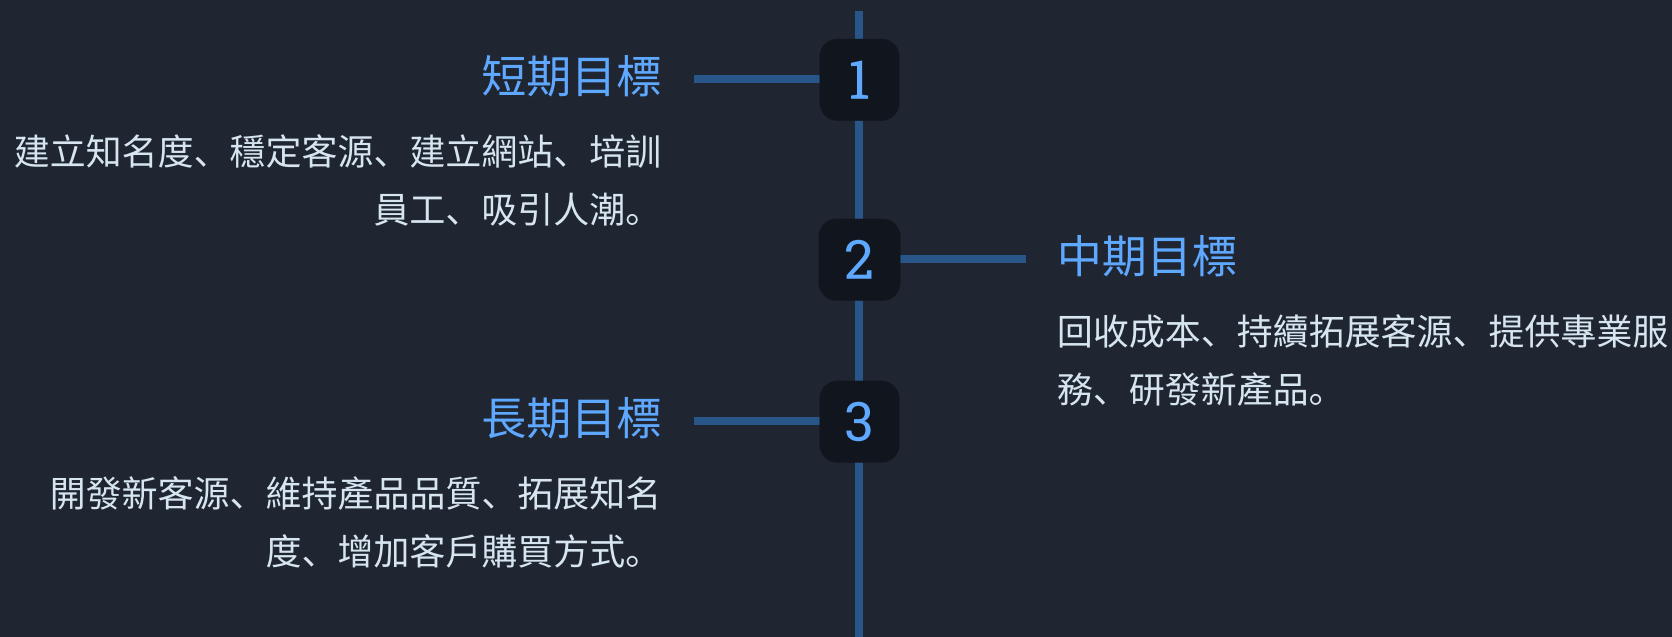 短期目標
1
建立知名度、穩定客源、建立網站、培訓
員工、吸引人潮。
2
中期目標
回收成本、持續拓展客源、提供專業服
務、研發新產品。
長期目標
3
開發新客源、維持產品品質、拓展知名
度、增加客戶購買方式。